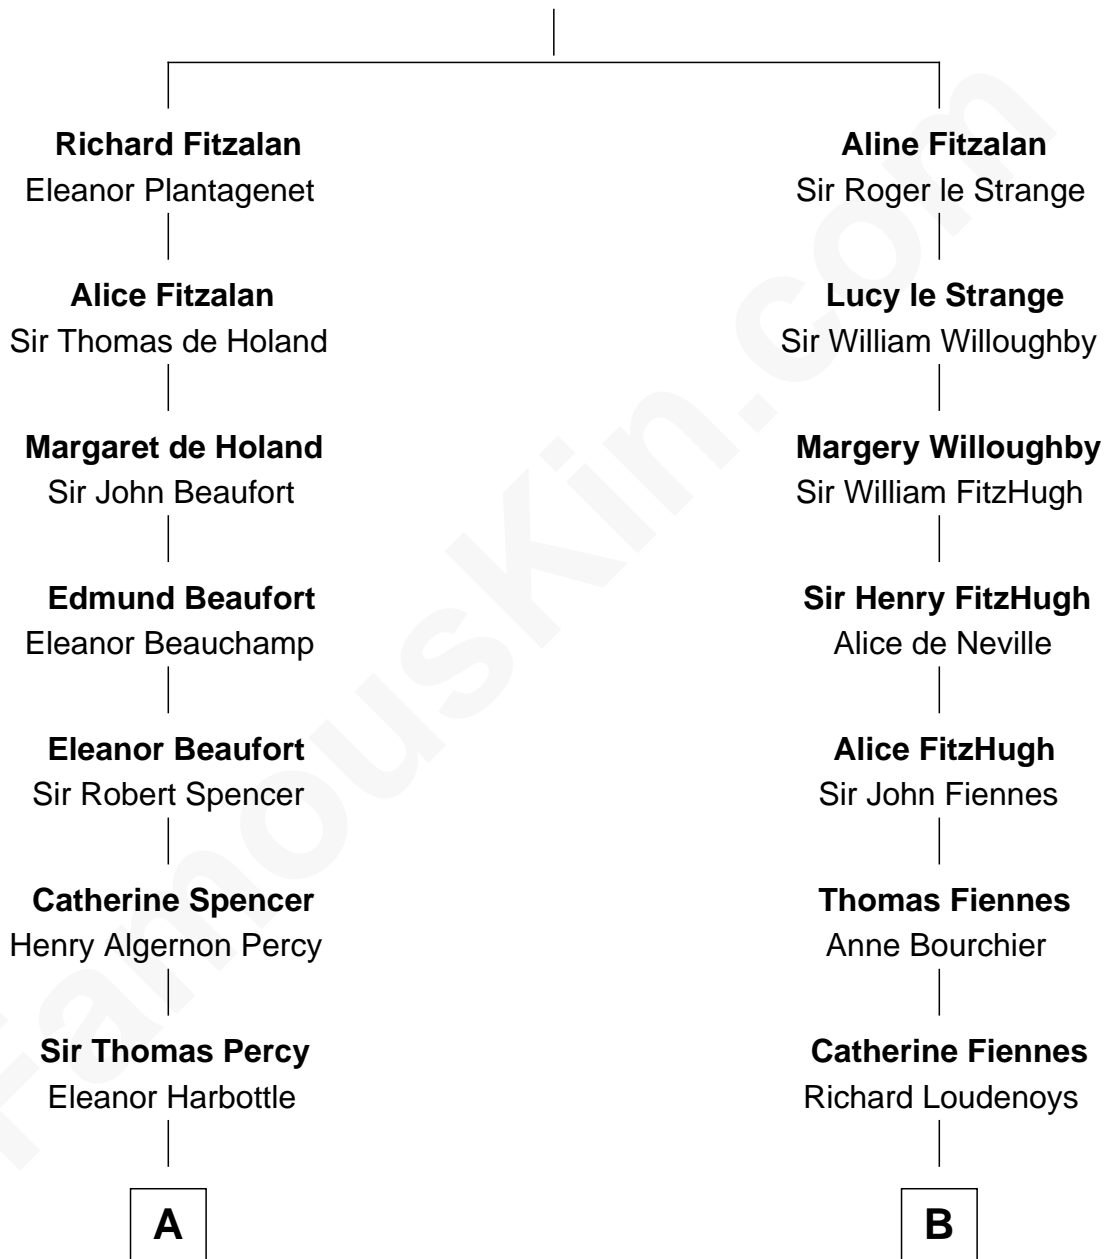 Richard Fitzalan
Eleanor Plantagenet
Alice Fitzalan
Sir Thomas de Holand
Margaret de Holand
Sir John Beaufort
Edmund Beaufort
Eleanor Beauchamp
Eleanor Beaufort
Sir Robert Spencer
Catherine Spencer
Henry Algernon Percy
Sir Thomas Percy
Eleanor Harbottle
A
Aline Fitzalan
Sir Roger le Strange
Lucy le Strange
Sir William Willoughby
Margery Willoughby
Sir William FitzHugh
Sir Henry FitzHugh
Alice de Neville
Alice FitzHugh
Sir John Fiennes
Thomas Fiennes
Anne Bourchier
Catherine Fiennes
Richard Loudenoys
B
FamousKin.com